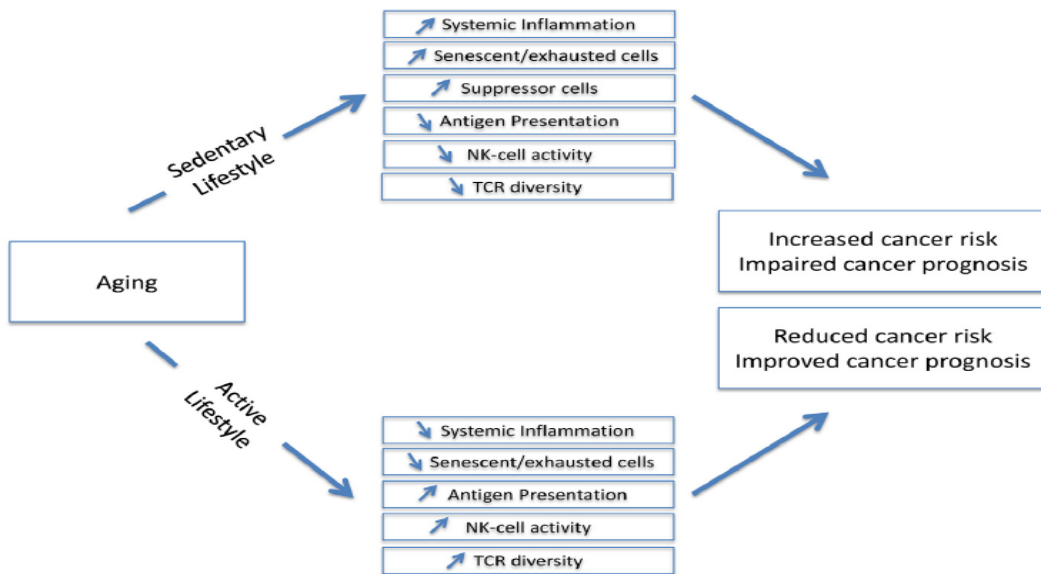 Systemic Inflammation
Senescent/exhausted cells
Suppressor cells
Antigen Presentation
NK-cell activity
TCR diversity
Sedentary
Lifestyle
Aging
Increased cancer risk
Impaired cancer prognosis
Reduced cancer risk
Improved cancer prognosis
Active
Lifestyle
Systemic Inflammation
Senescent/exhausted cells
Antigen Presentation
NK-cell activity
TCR diversity